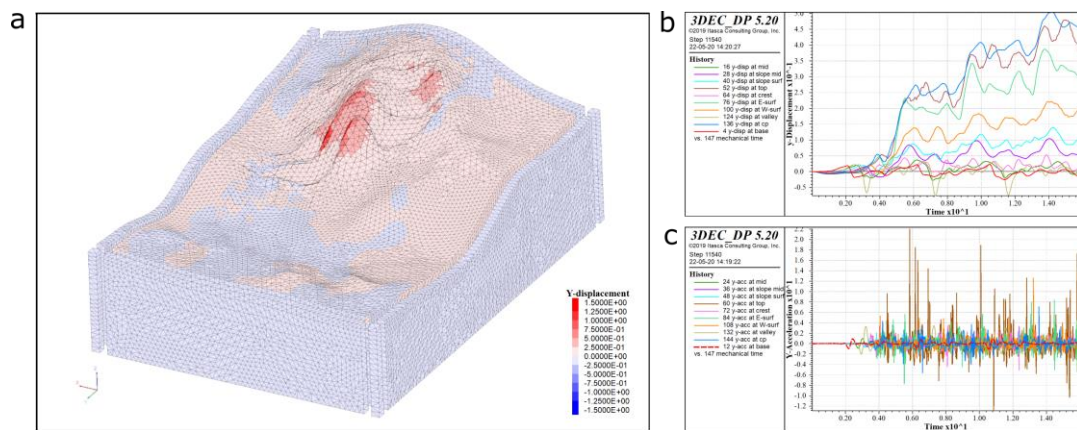 a
Y-displacement
1.5000E+00
1.2500E+00
1.0000E+00
7.5000E-01
5.0000E-01
2.5000E-01
0.0000E+00
-2.5000E-01
-5.0000E-01
-7.5000E-01
-1.0000E+00
-1.2500E+00
-1.5000E+00
b
3DEC_DP 5.20
©2019 Itasca Consulting Group, Inc.
Step 11540
22-05-20 14:20:27
History
16 y-disp at mid
28 y-disp at slope mid
40 y-disp at slope surf
52 y-disp at top
64 y-disp at crest
76 y-disp at E-surf
100 y-disp at W-surf
124 y-disp at valley
136 y-disp at cp
4 y-disp at base
vs. 147 mechanical time
y-Displacement x10^-1
5.0
4.5
4.0
3.5
3.0
2.5
2.0
1.5
1.0
0.5
0.0
-0.5
0.20 0.40 0.60 0.80 1.00 1.20 1.40
Time x10^1
c
3DEC_DP 5.20
©2019 Itasca Consulting Group, Inc.
Step 11540
22-05-20 14:19:22
History
24 y-acc at mid
36 y-acc at slope mid
48 y-acc at slope surf
60 y-acc at top
72 y-acc at crest
84 y-acc at E-surf
108 y-acc at W-surf
132 y-acc at valley
144 y-acc at cp
12 y-acc at base
vs. 147 mechanical time
Y-Acceleration x10^1
2.2
2.0
1.8
1.6
1.4
1.2
1.0
0.8
0.6
0.4
0.2
0.0
-0.2
-0.4
-0.6
-0.8
-1.0
-1.2
0.20 0.40 0.60 0.80 1.00 1.20 1.40
Time x10^1